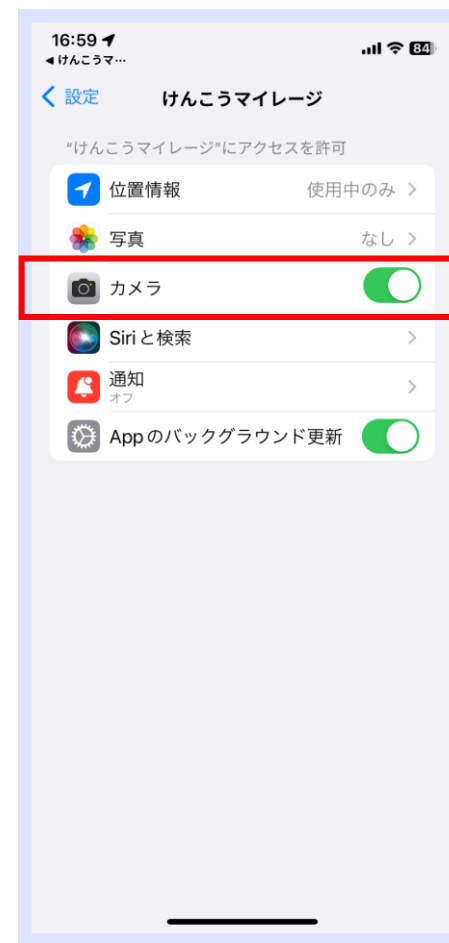 16:59
◀けんこうマ…
84
設定
けんこうマイレージ
“けんこうマイレージ”にアクセスを許可
位置情報
使用中のみ
写真
なし
カメラ
Siriと検索
通知
オフ
Appのバックグラウンド更新